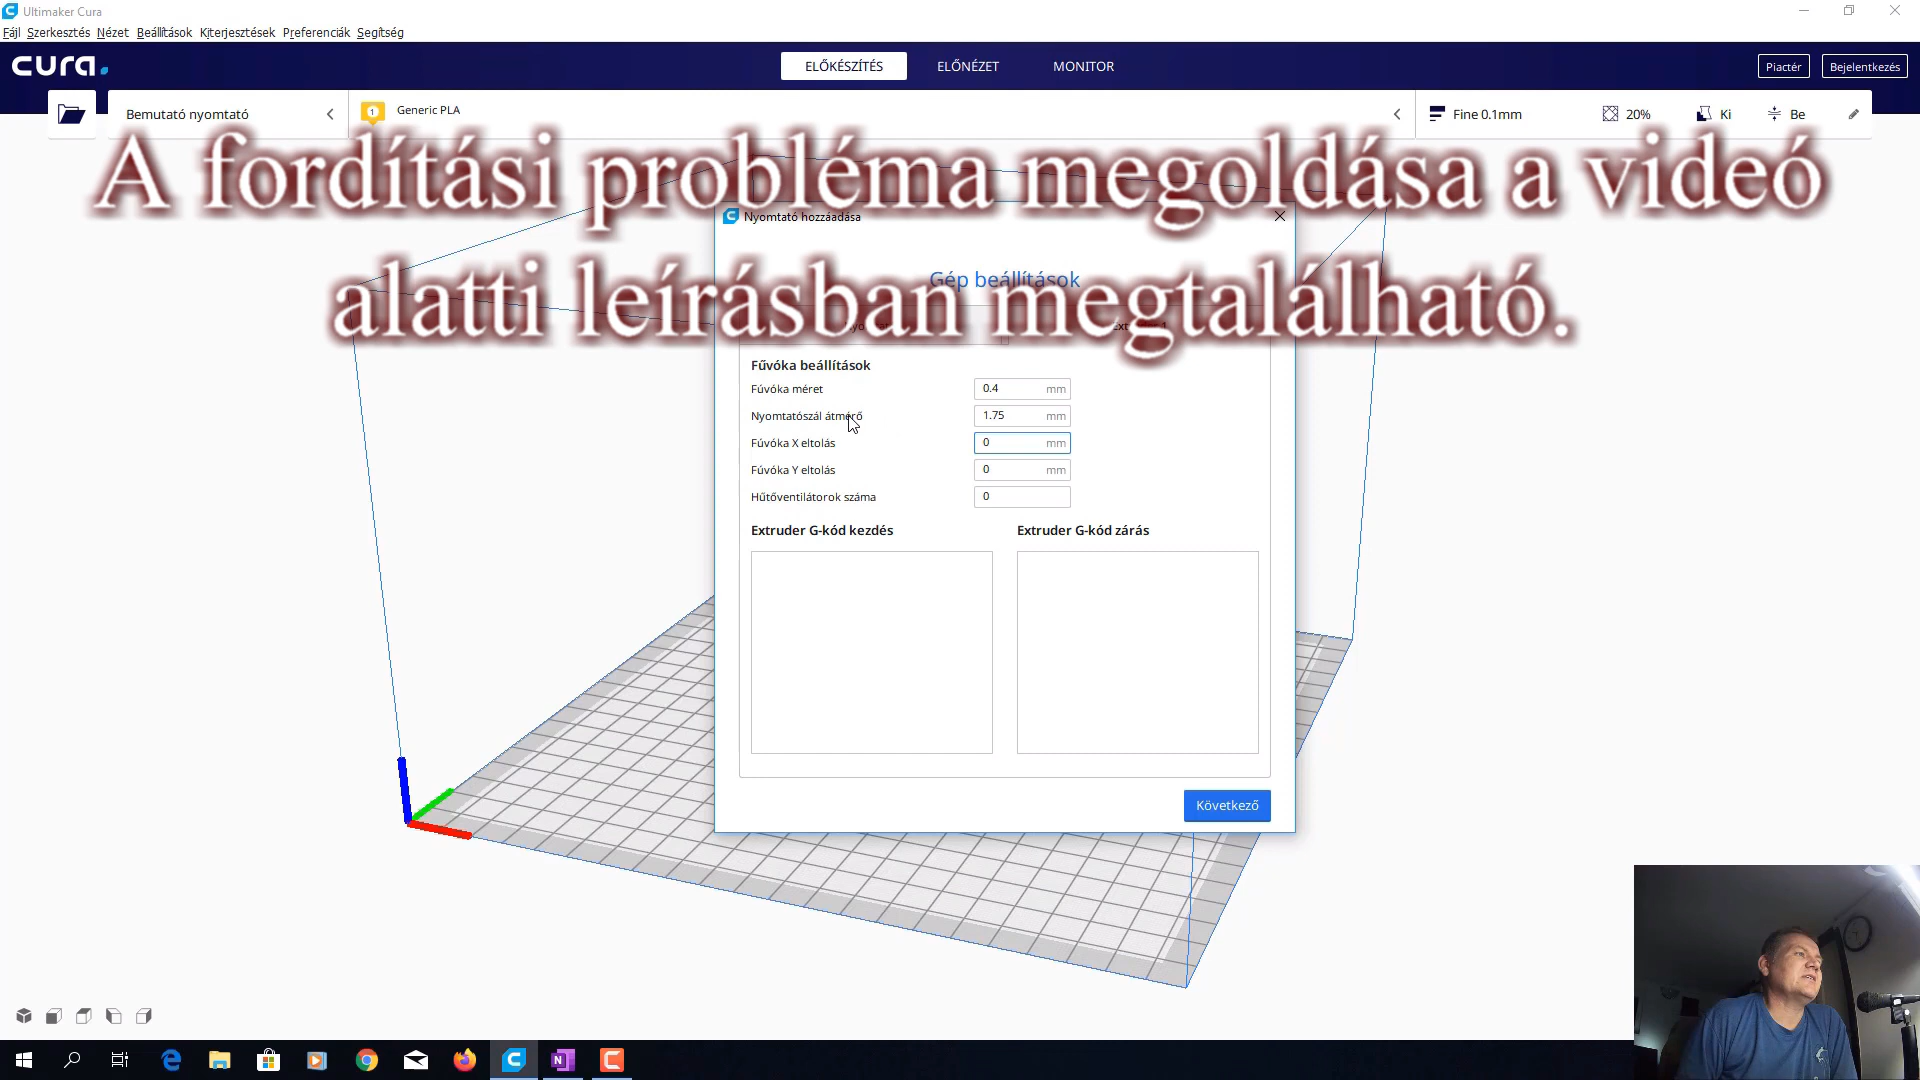 Ultimaker Cura
Fájl Szerkesztés Nézet Beállítások Kiterjesztések Preferenciák Segítség
cura.
ELŐKÉSZÍTÉS ELŐNÉZET MONITOR
Piactér Bejelentkezés
Bemutató nyomtató
1 Generic PLA
Fine 0.1mm 20% Ki Be
A fordítási probléma megoldása a videó
alatti leírásban megtalálható.
Nyomtató hozzáadása
Gép beállítások
Fűvóka beállítások
Fúvóka méret 0.4 mm
Nyomtatószál átmérő 1.75 mm
Fúvóka X eltolás 0 mm
Fúvóka Y eltolás 0 mm
Hűtőventilátorok száma 0
Extruder G-kód kezdés Extruder G-kód zárás
Következő